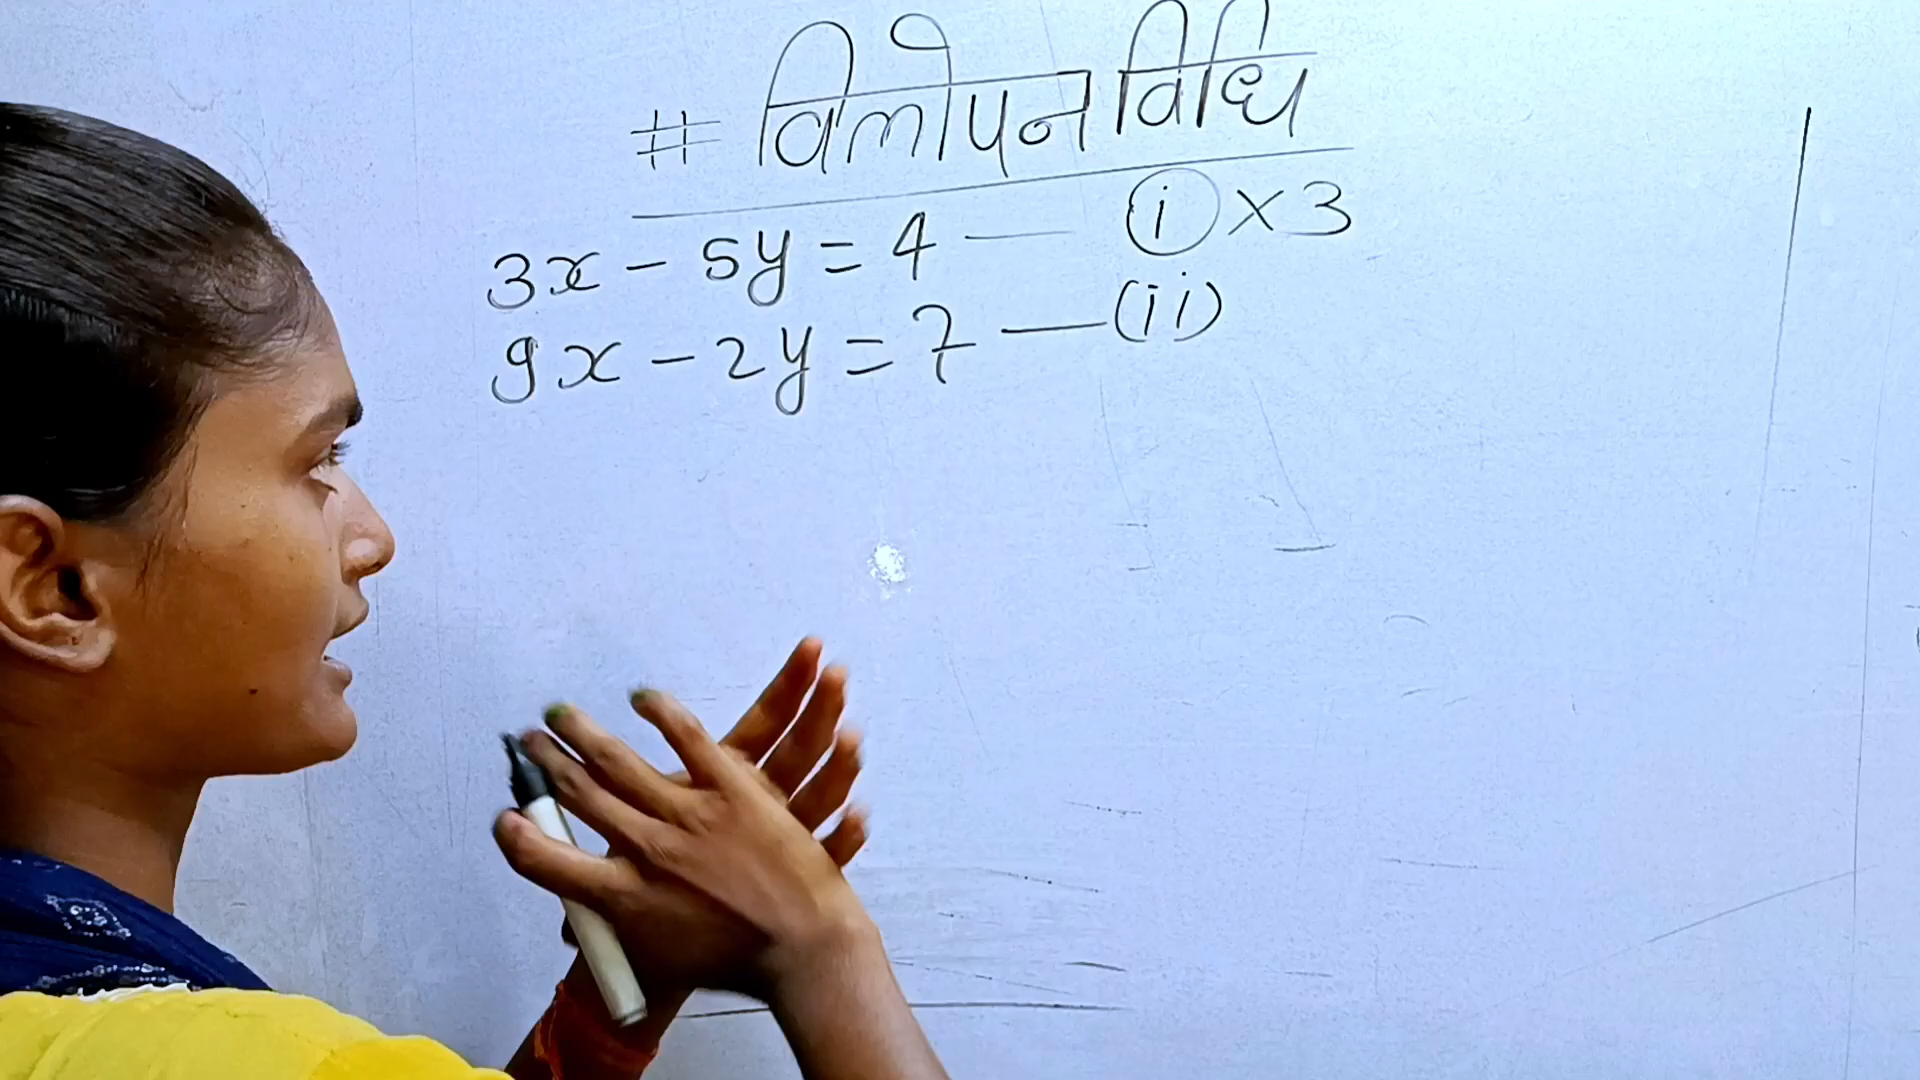 # विलोपन विधि
3x - 5y = 4 — (i) × 3
9x - 2y = 7 — (ii)